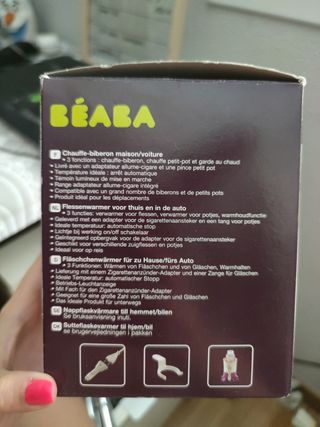 BÉABA
F Chauffe-biberon maison/voiture
• 3 fonctions : chauffe-biberon, chauffe petit-pot et garde au chaud
• Livré avec un adaptateur allume-cigare et une pince petit pot
• Température idéale : arrêt automatique
• Témoin lumineux de mise en marche
• Range adaptateur allume-cigare intégré
• Compatible avec un grand nombre de biberons et de petits pots
• Produit idéal pour les déplacements
NL Flessenwarmer voor thuis en in de auto
• 3 functies: verwarmer voor flessen, verwarmer voor potjes, warmhoudfunctie
• Geleverd met een adapter voor de sigarettenaansteker en een tang voor potjes
• Ideale temperatuur: automatische stop
• Lichtje bij werking on/off schakelaar
• Geïntegreerd opbergvak voor de adapter voor de sigarettenaansteker
• Geschikt voor verschillende zuigflessen en potjes
• Ideaal voor op reis
D Fläschchenwärmer für zu Hause/fürs Auto
• 3 Funktionen: Wärmen von Fläschchen und von Gläschen, Warmhalten
• Lieferung mit einem Zigarettenanzünder-Adapter und einer Zange für Gläschen
• Ideale Temperatur: automatischer Stopp
• Betriebs-Leuchtanzeige
• Mit Fach für den Zigarettenanzünder-Adapter
• Geeignet für eine große Zahl von Fläschchen und Gläschen
• Das ideale Produkt für unterwegs
Nappflaskvärmare till hemmet/bilen
Se bruksanvisning inuti.
Sutteflaskevarmer til hjem/bil
Se brugervejledningen i pakken